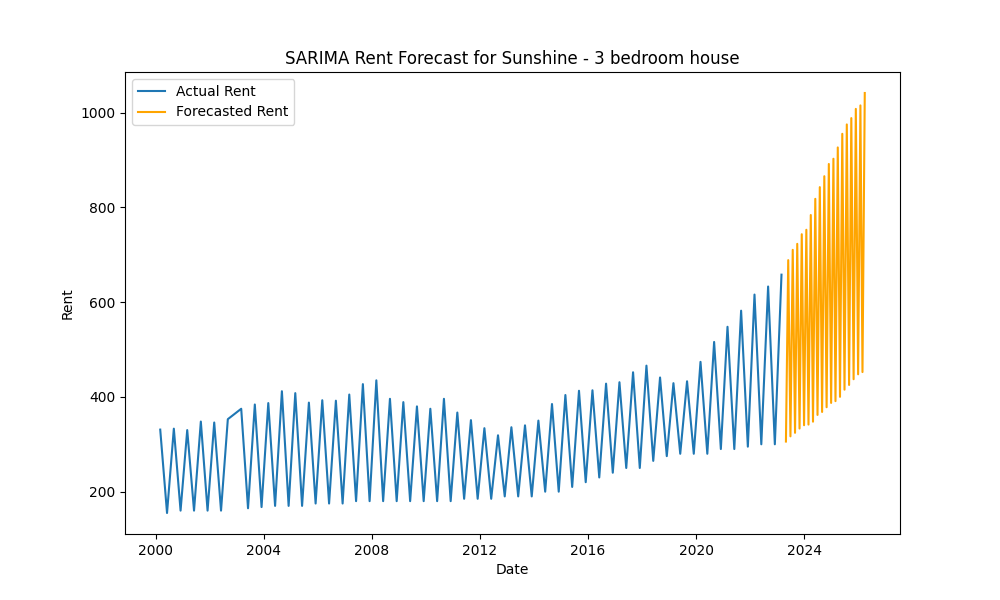 SARIMA Rent Forecast for Sunshine - 3 bedroom house
Actual Rent
Forecasted Rent
1000
800
600
400
200
Rent
2000 2004 2008 2012 2016 2020 2024
Date